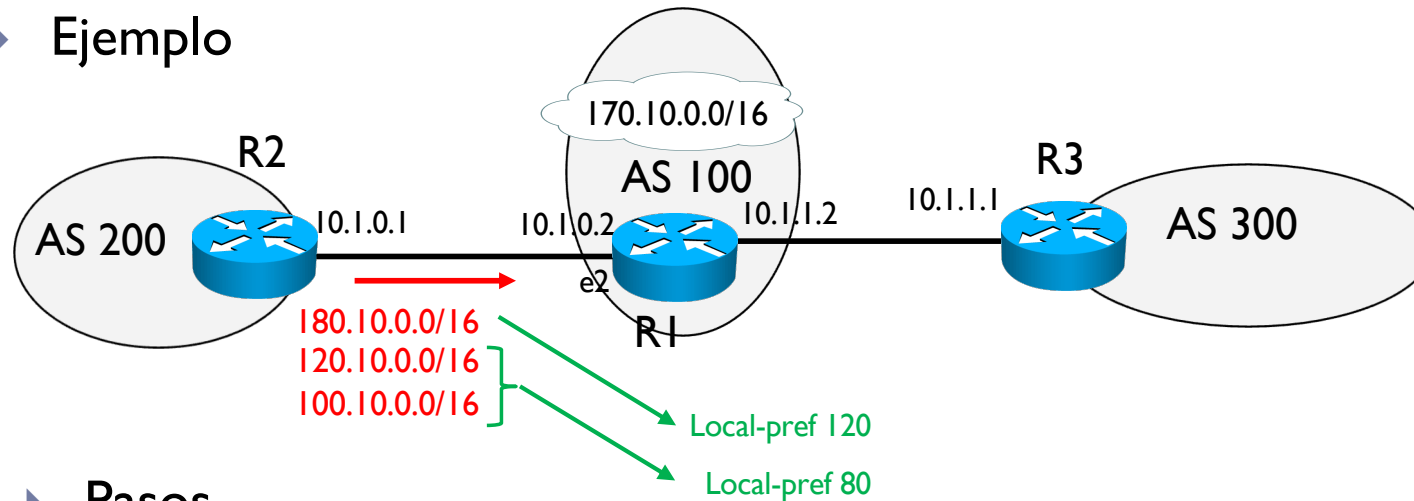 Ejemplo
170.10.0.0/16
R2
AS 100
R3
10.1.0.1
10.1.0.2
10.1.1.2
10.1.1.1
AS 200
AS 300
e2
R1
180.10.0.0/16
120.10.0.0/16
100.10.0.0/16
Local-pref 120
Local-pref 80
Pasos